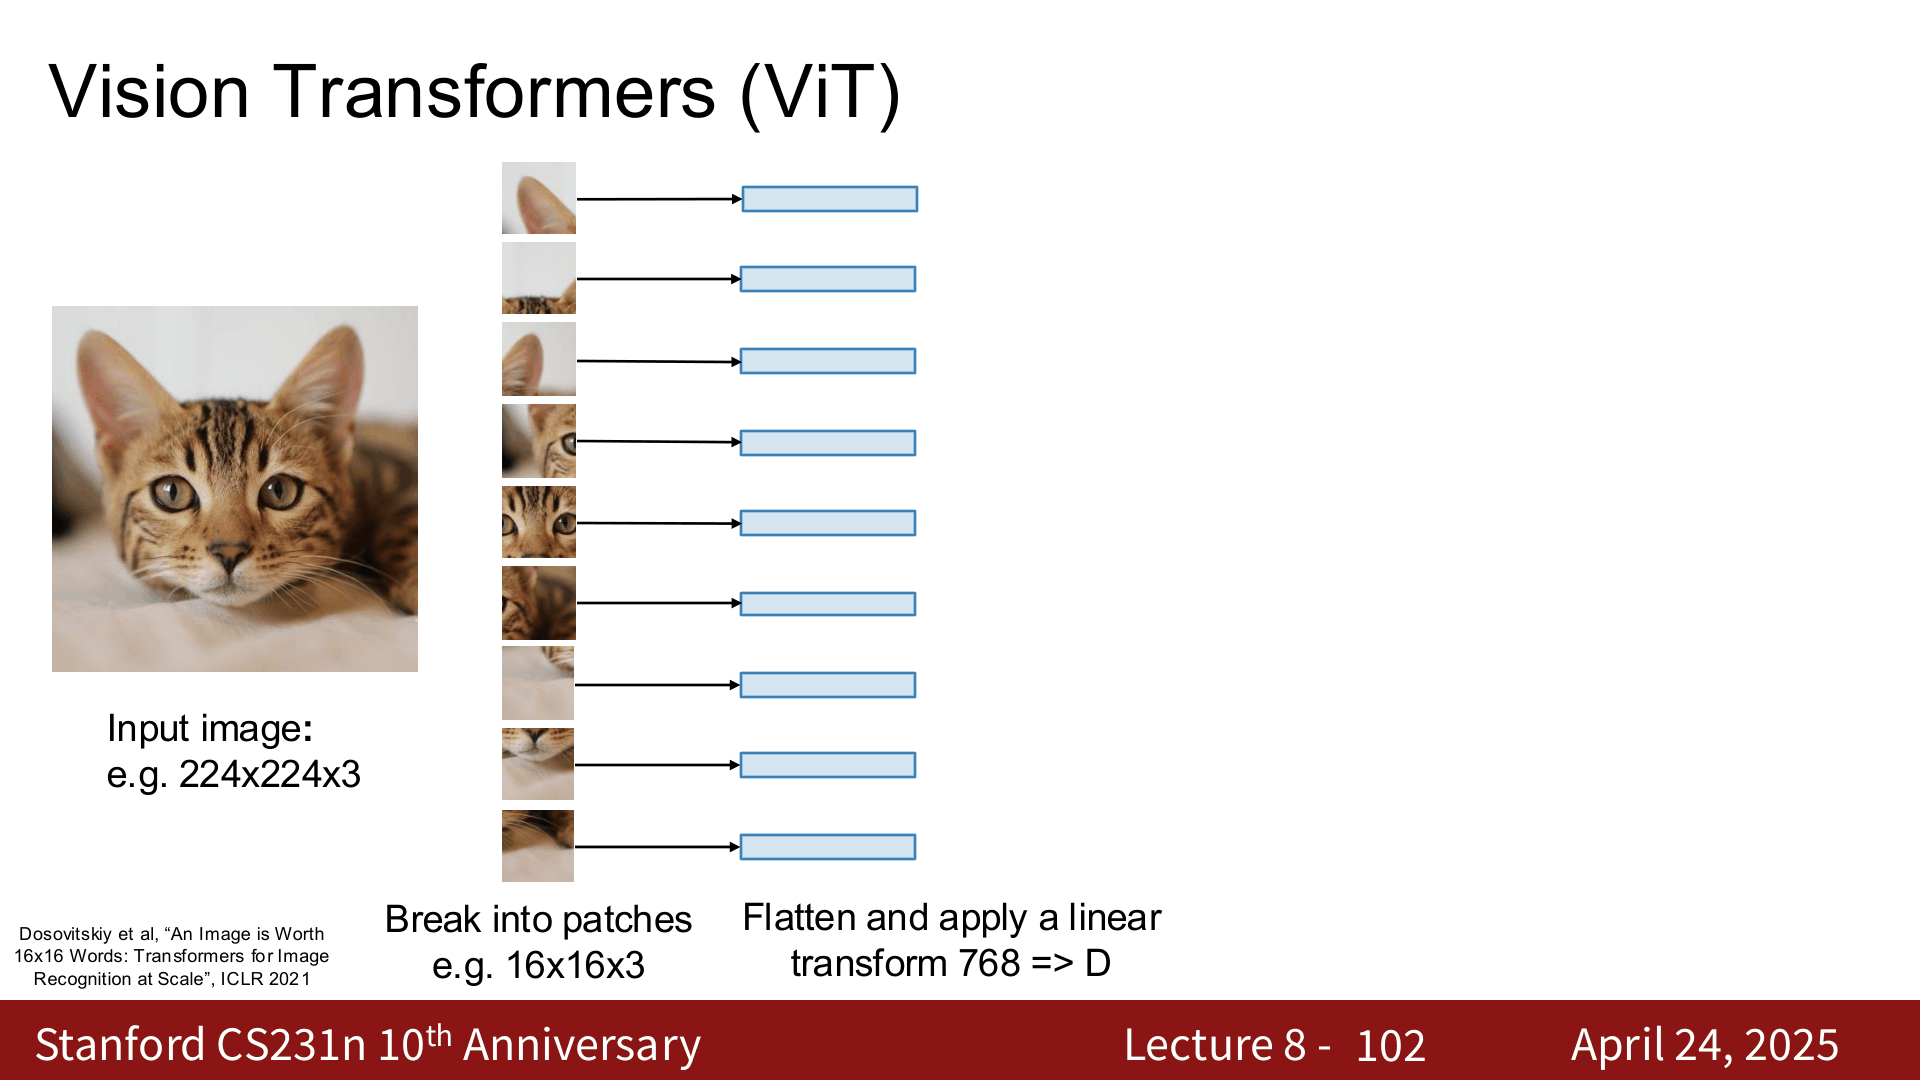 Vision Transformers (ViT)
Input image:
e.g. 224x224x3
Break into patches
e.g. 16x16x3
Flatten and apply a linear
transform 768 => D
Dosovitskiy et al, “An Image is Worth
16x16 Words: Transformers for Image
Recognition at Scale”, ICLR 2021
Stanford CS231n 10th Anniversary
Lecture 8 - 102
April 24, 2025